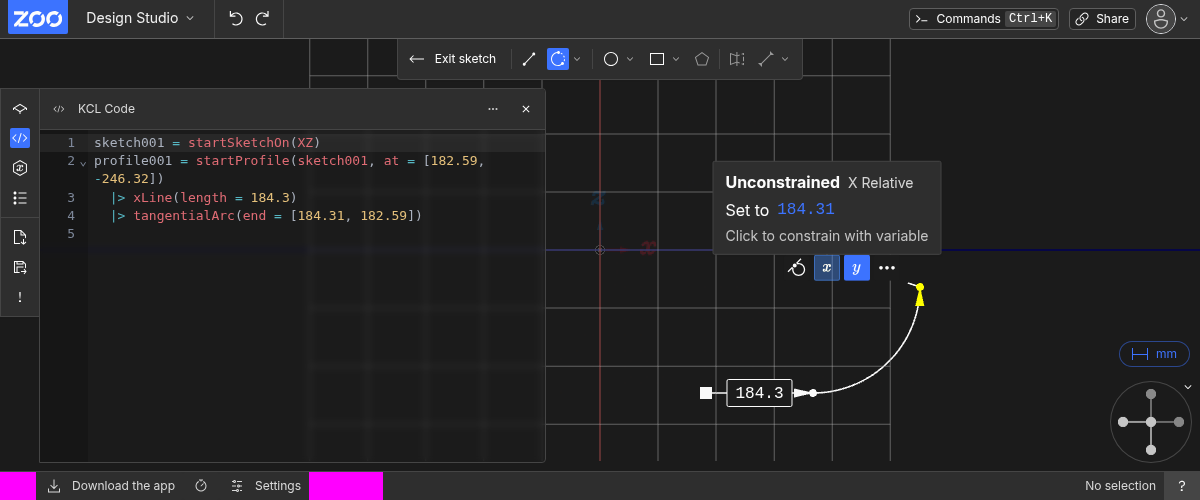 ZOO
Design Studio
Commands Ctrl+K
Share
Exit sketch
KCL Code
1 sketch001 = startSketchOn(XZ)
2 profile001 = startProfile(sketch001, at = [182.59,
-246.32])
3 |> xLine(length = 184.3)
4 |> tangentialArc(end = [184.31, 182.59])
5
z
x
Unconstrained X Relative
Set to 184.31
Click to constrain with variable
x y
184.3
mm
Download the app
Settings
No selection
?